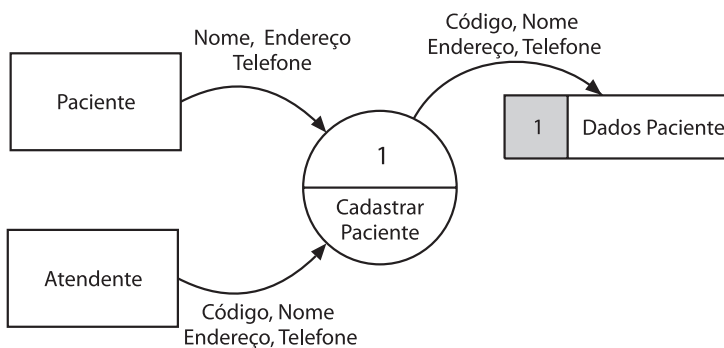 Código, Nome
Endereço, Telefone
Nome, Endereço
Telefone
Paciente
1
Cadastrar
Paciente
1
Dados Paciente
Atendente
Código, Nome
Endereço, Telefone